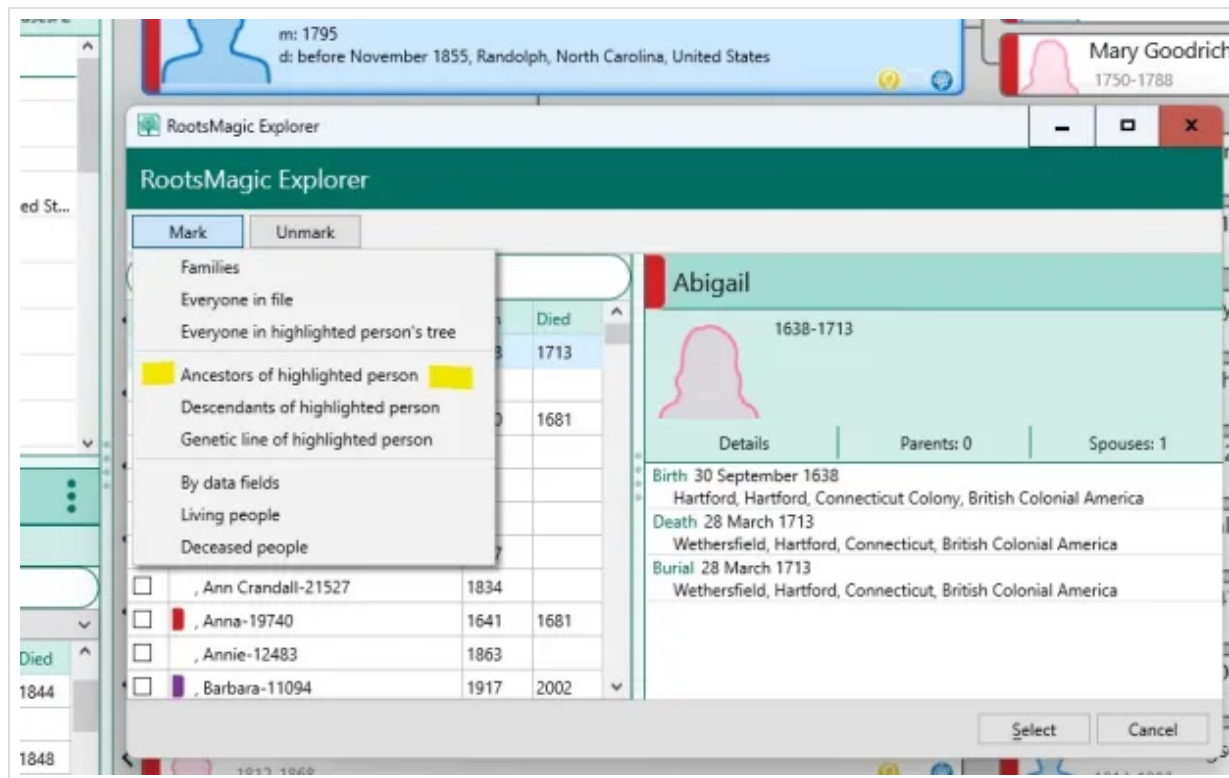 m: 1795
d: before November 1855, Randolph, North Carolina, United States
Mary Goodrich
1750-1788
RootsMagic Explorer
RootsMagic Explorer
ed St...
Mark Unmark
Families
Everyone in file
Everyone in highlighted person's tree
Ancestors of highlighted person
Descendants of highlighted person
Genetic line of highlighted person
By data fields
Living people
Deceased people
Died
1713
1681
, Ann Crandall-21527 1834
, Anna-19740 1641 1681
, Annie-12483 1863
, Barbara-11094 1917 2002
Abigail
1638-1713
Details Parents: 0 Spouses: 1
Birth 30 September 1638
Hartford, Hartford, Connecticut Colony, British Colonial America
Death 28 March 1713
Wethersfield, Hartford, Connecticut, British Colonial America
Burial 28 March 1713
Wethersfield, Hartford, Connecticut, British Colonial America
Died
1844
1848
Select Cancel
1812-1868